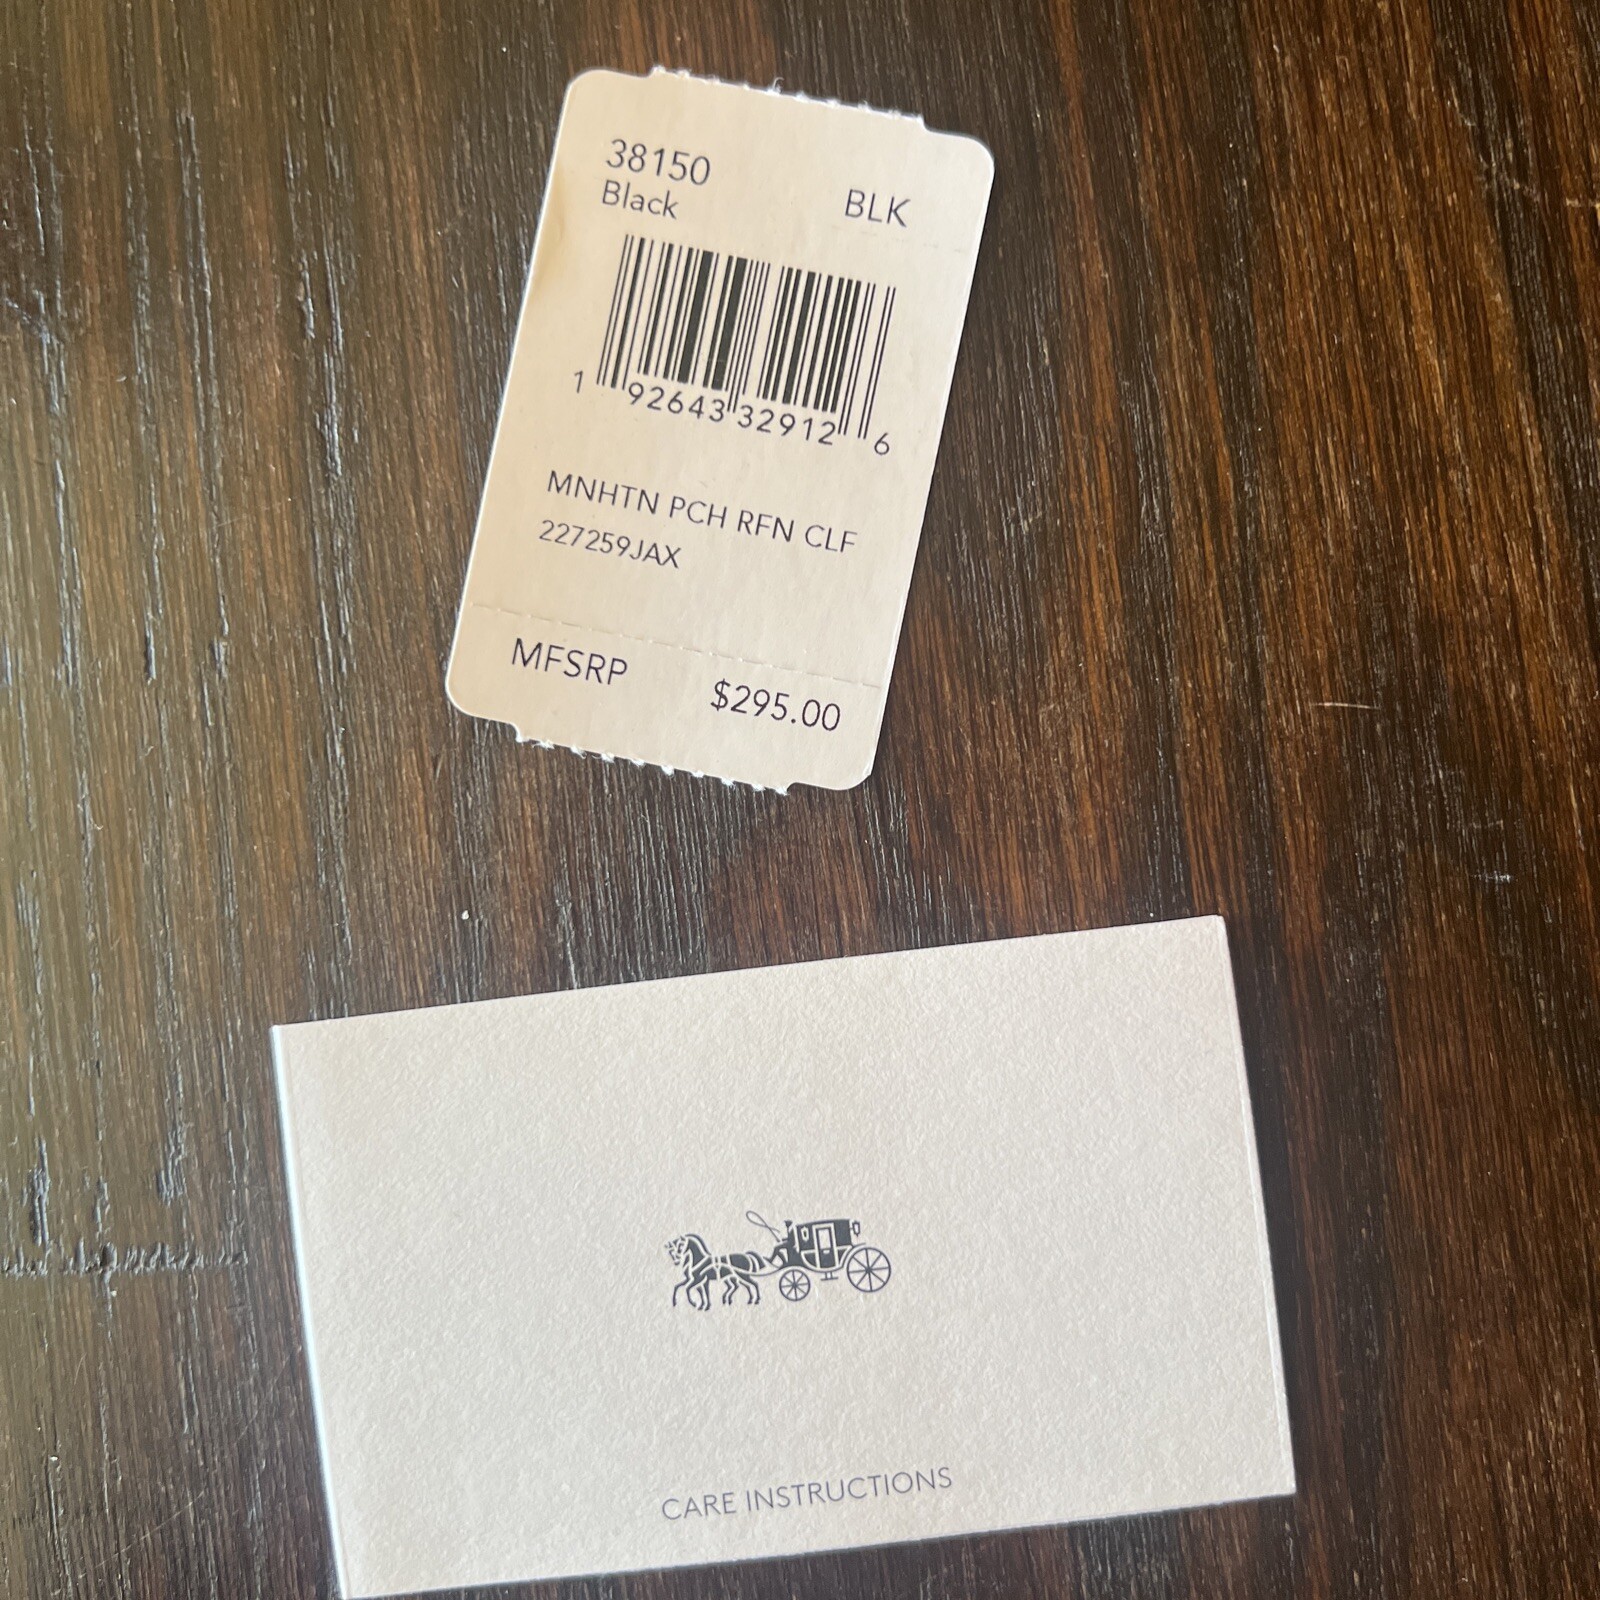 38150
Black BLK
1 92643 32912 6
MNHTN PCH RFN CLF
227259JAX
MFSRP $295.00
CARE INSTRUCTIONS